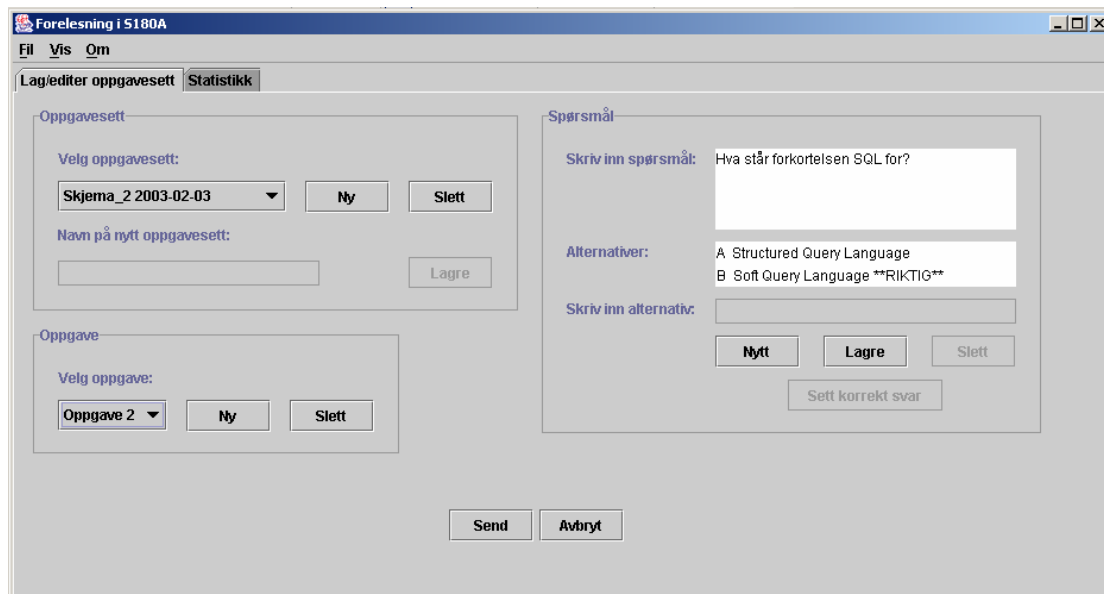 Forelesning i S180A
Fil Vis Om
Lag/editer oppgavesett Statistikk
Oppgavesett
Velg oppgavesett:
Skjema_2 2003-02-03 Ny Slett
Navn på nytt oppgavesett:
Lagre
Oppgave
Velg oppgave:
Oppgave 2 Ny Slett
Spørsmål
Skriv inn spørsmål: Hva står forkortelsen SQL for?
Alternativer: A Structured Query Language
B Soft Query Language **RIKTIG**
Skriv inn alternativ:
Nytt Lagre Slett
Sett korrekt svar
Send Avbryt